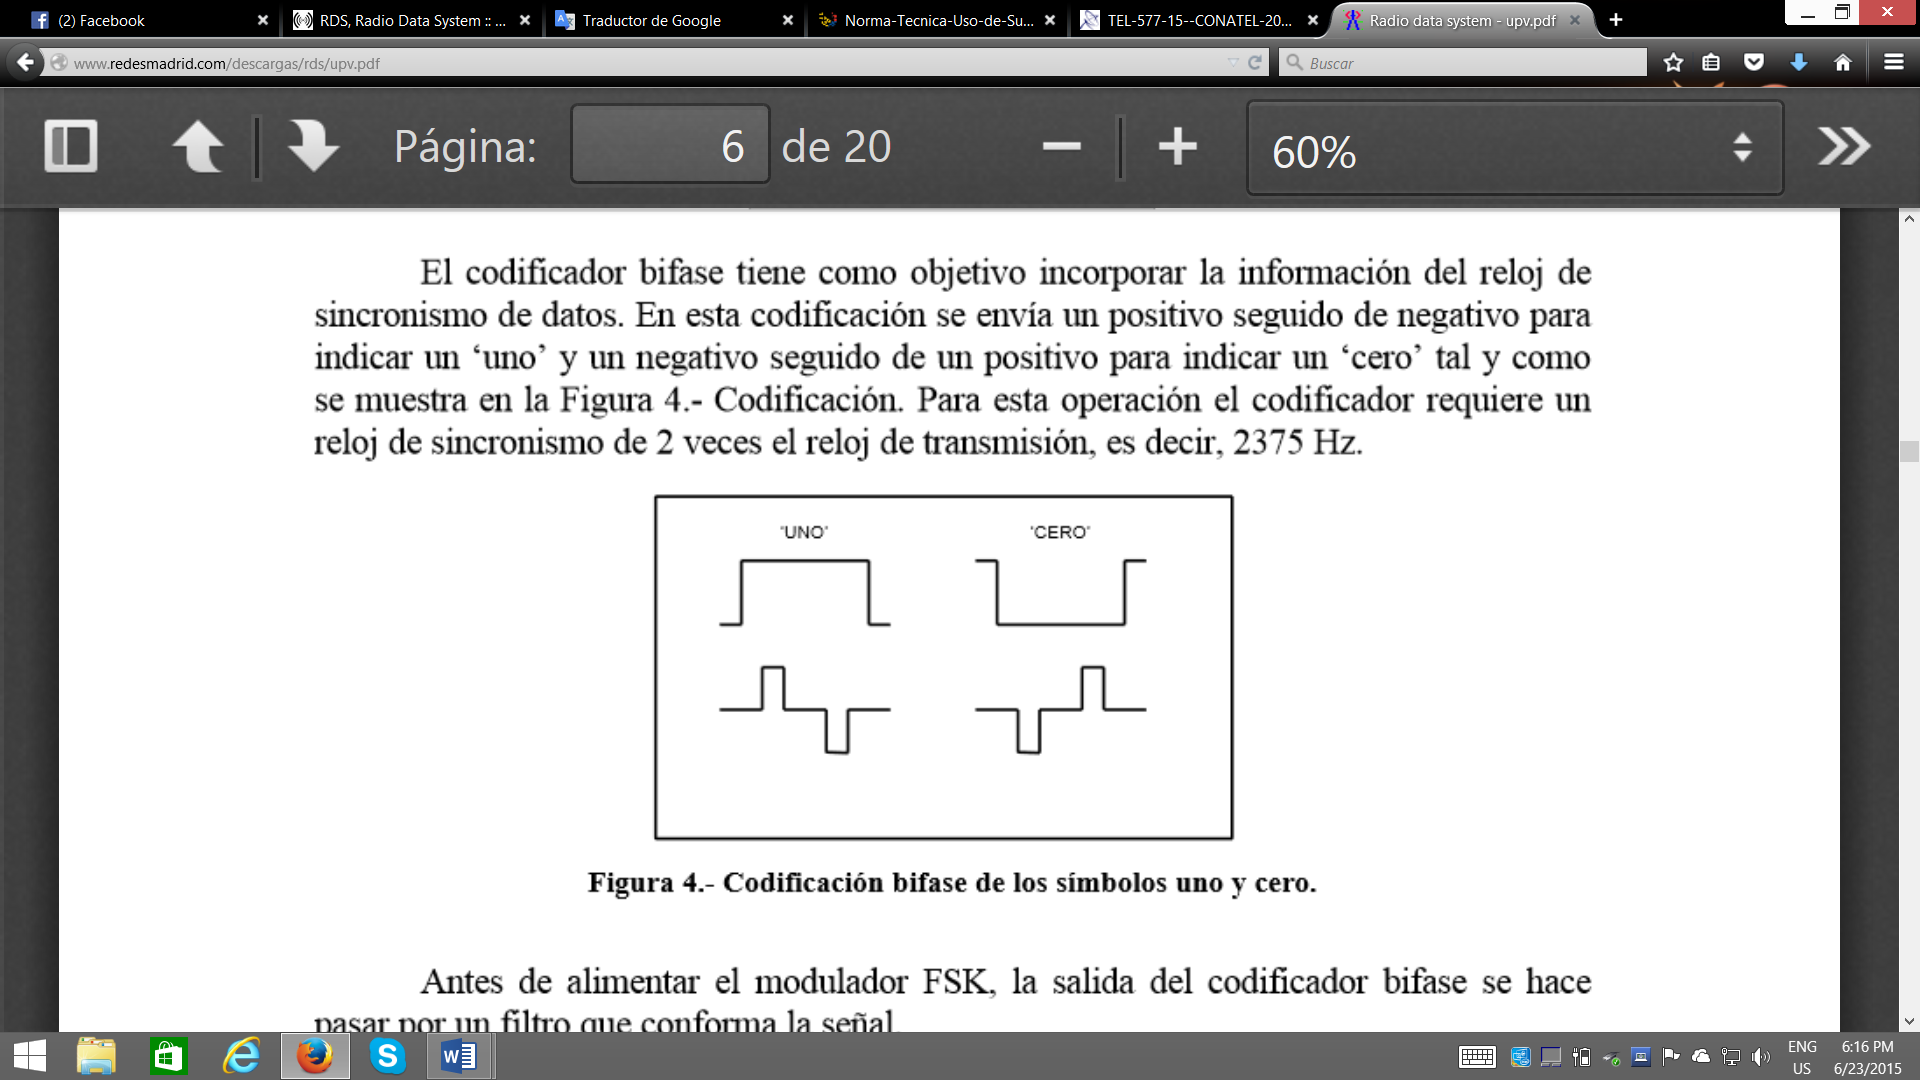 (2) Facebook
RDS, Radio Data System :: ...
Traductor de Google
Norma-Tecnica-Uso-de-Su...
TEL-577-15--CONATEL-20...
Radio data system - upv.pdf
www.redesmadrid.com/descargas/rds/upv.pdf
Buscar
Página: 6 de 20
60%
El codificador bifase tiene como objetivo incorporar la información del reloj de
sincronismo de datos. En esta codificación se envía un positivo seguido de negativo para
indicar un ‘uno’ y un negativo seguido de un positivo para indicar un ‘cero’ tal y como
se muestra en la Figura 4.- Codificación. Para esta operación el codificador requiere un
reloj de sincronismo de 2 veces el reloj de transmisión, es decir, 2375 Hz.
'UNO'
'CERO'
Figura 4.- Codificación bifase de los símbolos uno y cero.
Antes de alimentar el modulador FSK, la salida del codificador bifase se hace
pasar por un filtro que conforma la señal.
ENG
US
6:16 PM
6/23/2015